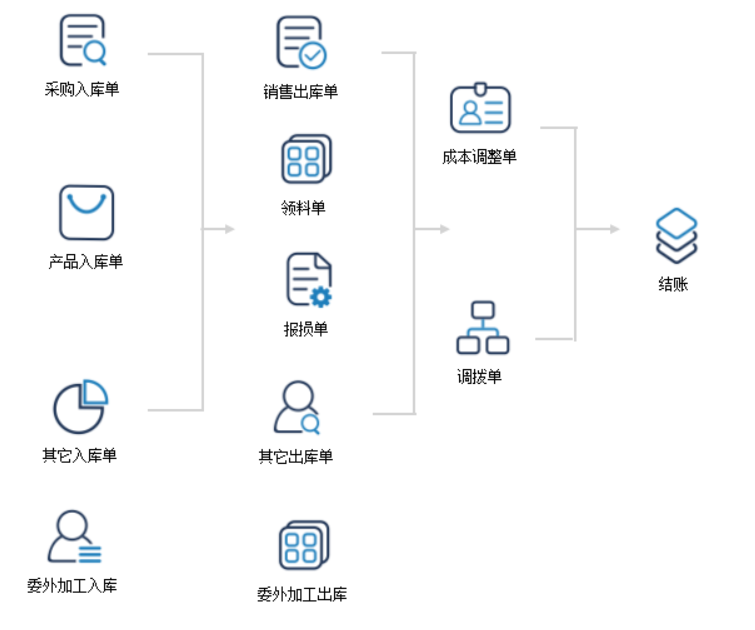 采购入库单
销售出库单
成本调整单
领料单
产品入库单
结账
报损单
调拨单
其它入库单
其它出库单
委外加工入库
委外加工出库